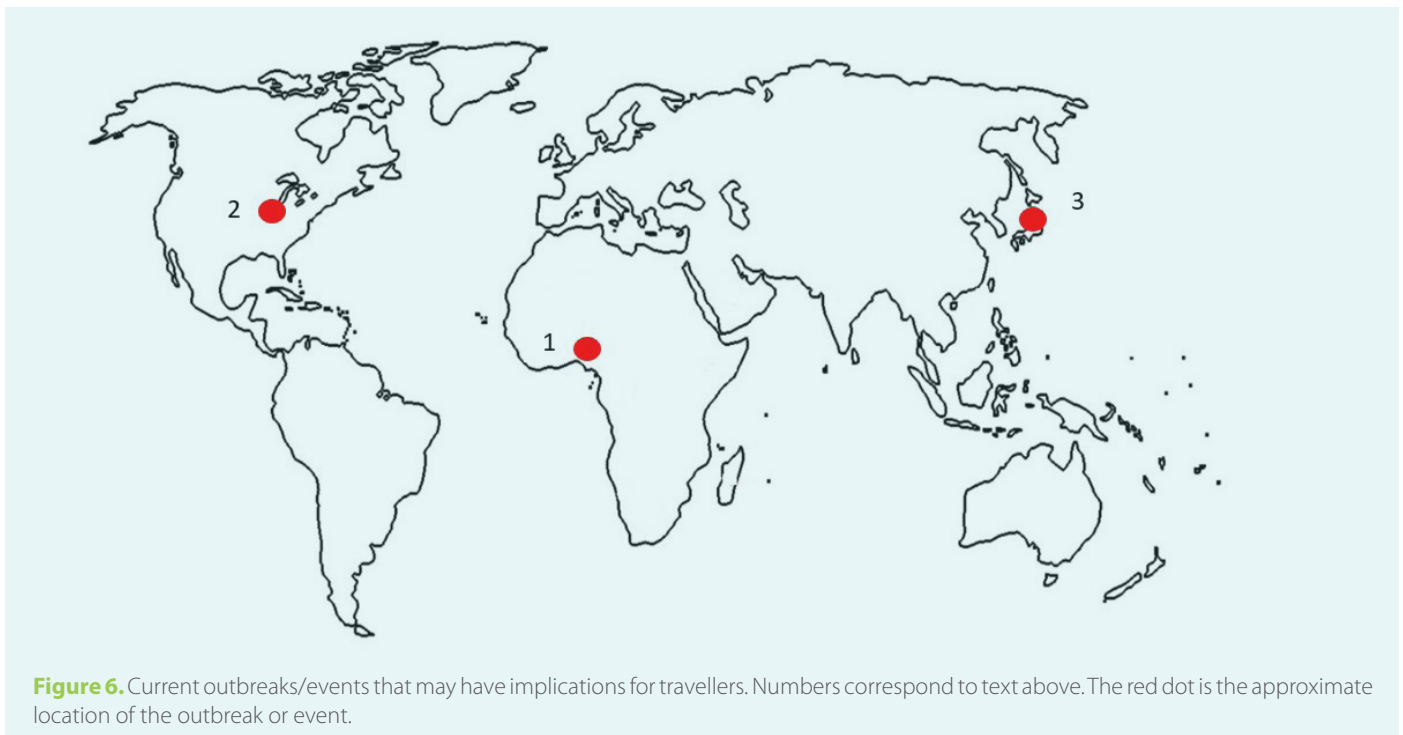 3
2
1
Figure 6. Current outbreaks/events that may have implications for travellers. Numbers correspond to text above. The red dot is the approximate
location of the outbreak or event.